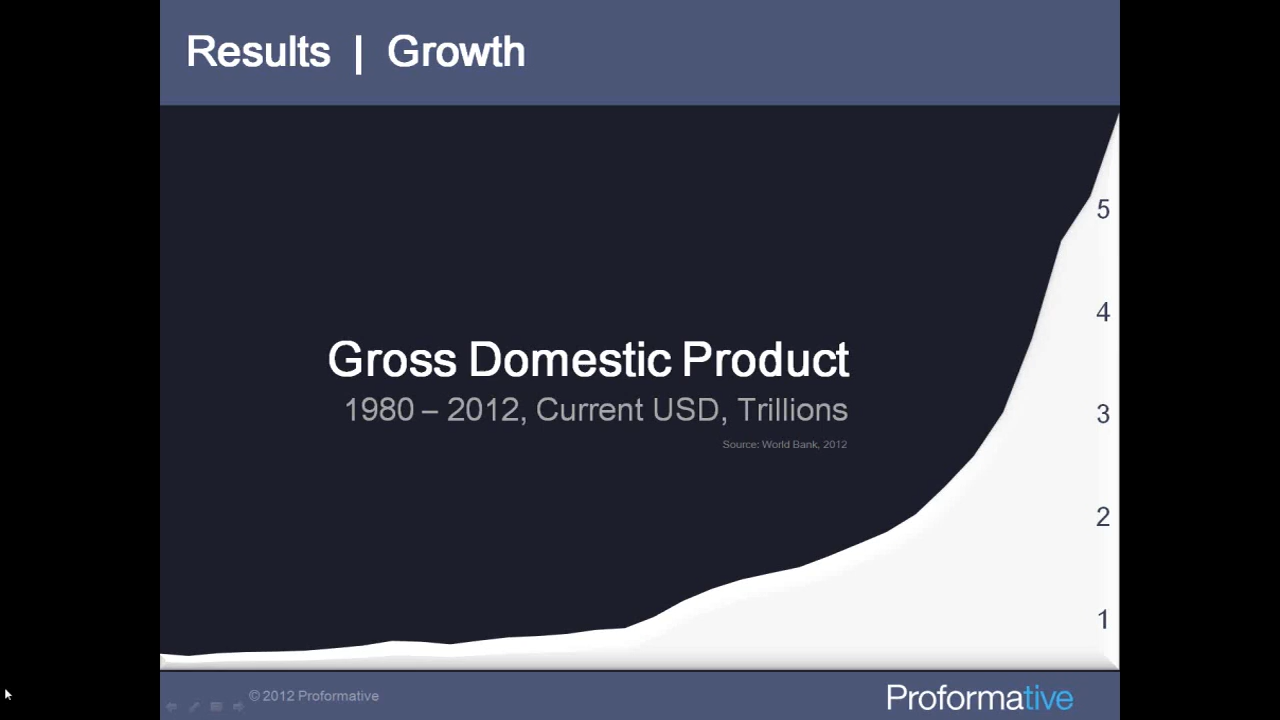 Results | Growth
5
4
Gross Domestic Product
1980 – 2012, Current USD, Trillions
3
Source: World Bank, 2012
2
1
© 2012 Proformative
Proformative